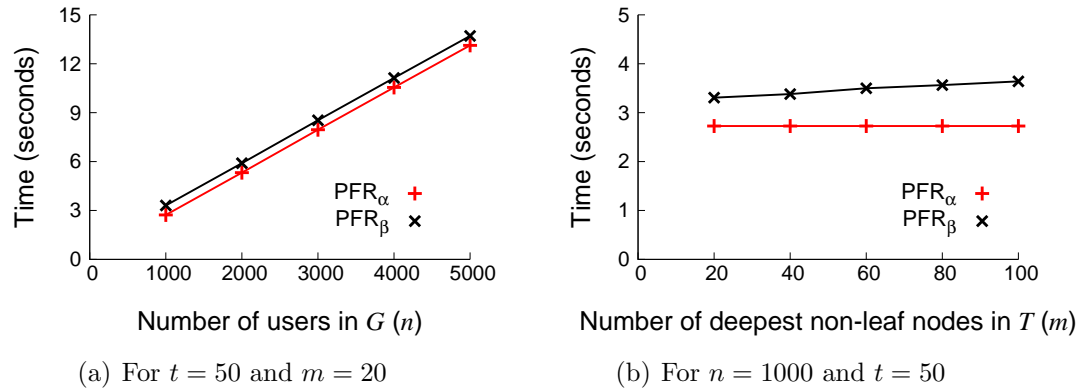 15
12
9
6
3
0
Time (seconds)
PFRα
PFRβ
0 1000 2000 3000 4000 5000
Number of users in G (n)
(a) For t = 50 and m = 20
5
4
3
2
1
0
Time (seconds)
PFRα
PFRβ
0 20 40 60 80 100
Number of deepest non-leaf nodes in T (m)
(b) For n = 1000 and t = 50